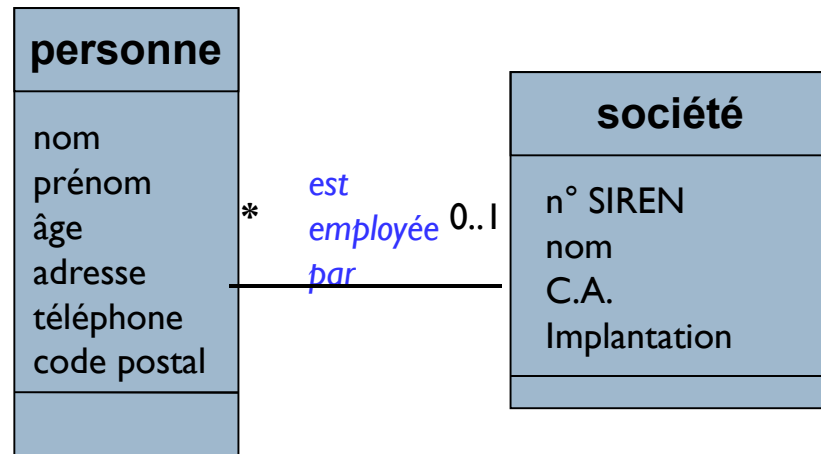 personne
nom
prénom
âge
adresse
téléphone
code postal
*
est
employée
par
0..1
société
n° SIREN
nom
C.A.
Implantation